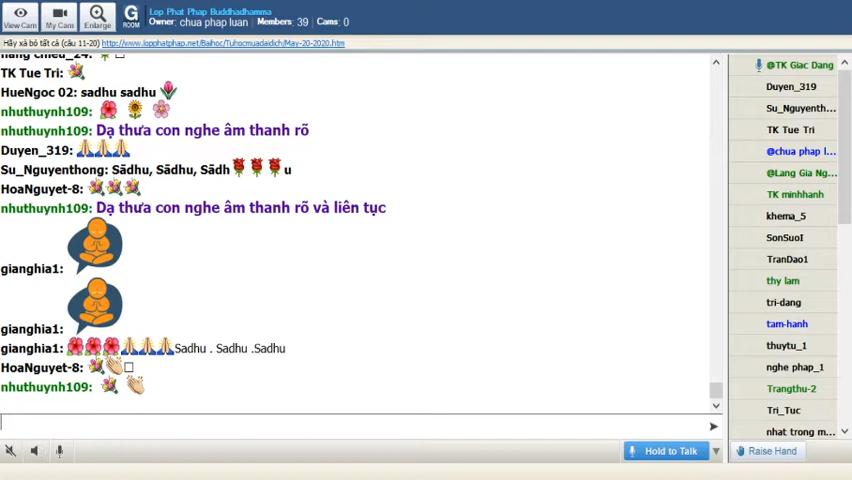 View Cam
My Cam
Enlarge
G
ROOM
Lop Phat Phap Buddhadhamma
Owner: chua phap luan Members: 39 Cams: 0
Hãy xả bỏ tất cả (câu 11-20) http://www.lopphatphap.net/Baihoc/Tuhocmuadaidich/May-20-2020.htm
nang chieu_24:
TK Tue Tri:
HueNgoc 02: sadhu sadhu
nhuthuynh109:
nhuthuynh109: Dạ thưa con nghe âm thanh rõ
Duyen_319:
Su_Nguyenthong: Sādhu, Sādhu, Sādh u
HoaNguyet-8:
nhuthuynh109: Dạ thưa con nghe âm thanh rõ và liên tục
gianghia1:
gianghia1:
gianghia1: Sadhu . Sadhu .Sadhu
HoaNguyet-8:
nhuthuynh109:
@TK Giac Dang
Duyen_319
Su_Nguyenth...
TK Tue Tri
@chua phap l...
@Lang Gia Ng...
TK minhhanh
khema_5
SonSuoI
TranDao1
thy lam
tri-dang
tam-hanh
thuytu_1
nghe phap_1
Trangthu-2
Tri_Tuc
nhat trong m...
Hold to Talk
Raise Hand